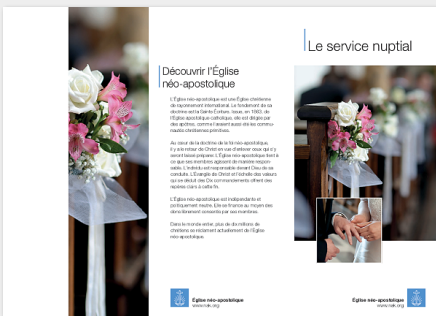 Découvrir l'Église
néo-apostolique
L'Église néo-apostolique est une Église chrétienne
de rayonnement international. Le fondement de sa
doctrine est la Sainte Écriture. Issue, en 1863, de
l'Église apostolique catholique, elle est dirigée par
des apôtres, comme l'avaient aussi été les commu-
nautés chrétiennes primitives.
Au cœur de la doctrine de la foi néo-apostolique,
il y a le retour de Christ en vue d'enlever ceux qui s'y
seront laissé préparer. L'Église néo-apostolique tient à
ce que ses membres agissent de manière respon-
sable. L'individu est responsable devant Dieu de sa
conduite. L'Évangile de Christ et l'échelle des valeurs
qui se déduit des Dix commandements offrent des
repères clairs à cette fin.
L'Église néo-apostolique est indépendante et
politiquement neutre. Elle se finance au moyen des
dons librement consentis par ses membres.
Dans le monde entier, plus de dix millions de
chrétiens se réclament actuellement de l'Église
néo-apostolique.
Église néo-apostolique
www.nak.org
Le service nuptial
Église néo-apostolique
www.nak.org